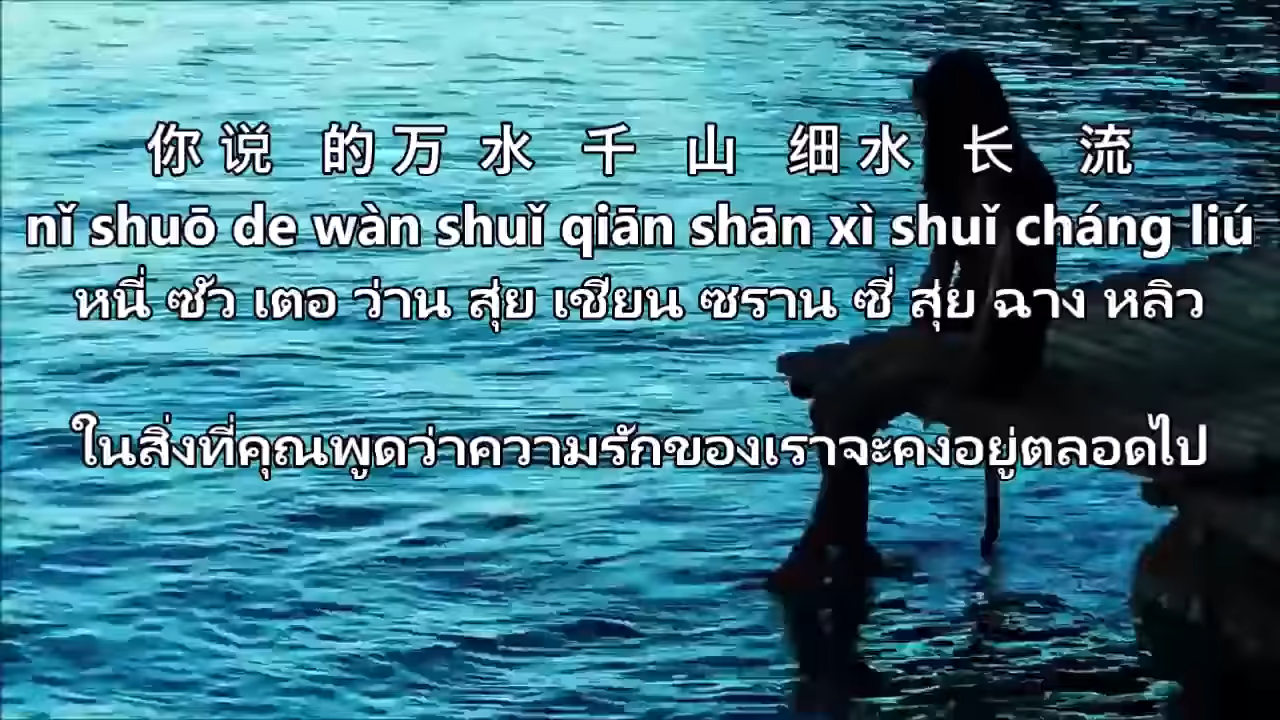 你说 的万 水 千 山 细水 长 流
nǐ shuō de wàn shuǐ qiān shān xì shuǐ cháng liú
หนี่ ซัว เตอ ว่าน สุ่ย เชียน ซราน ซี่ สุ่ย ฉาง หลิว
ในสิ่งที่คุณพูดว่าความรักของเราจะคงอยู่ตลอดไป